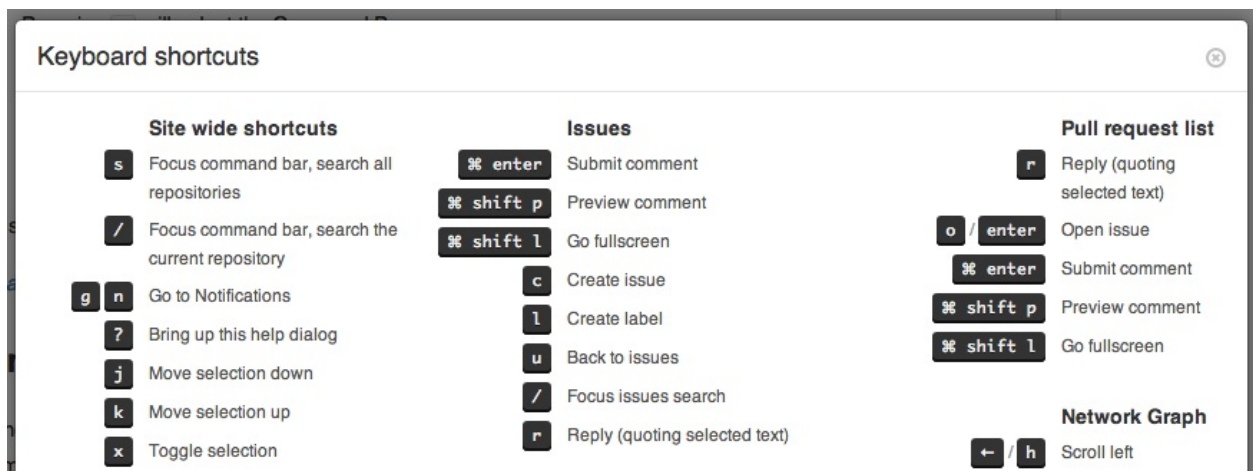 Keyboard shortcuts
Site wide shortcuts
s Focus command bar, search all
repositories
/ Focus command bar, search the
current repository
g n Go to Notifications
? Bring up this help dialog
j Move selection down
k Move selection up
x Toggle selection
Issues
⌘ enter Submit comment
⌘ shift p Preview comment
⌘ shift l Go fullscreen
c Create issue
l Create label
u Back to issues
/ Focus issues search
r Reply (quoting selected text)
Pull request list
r Reply (quoting
selected text)
o / enter Open issue
⌘ enter Submit comment
⌘ shift p Preview comment
⌘ shift l Go fullscreen
Network Graph
← / h Scroll left